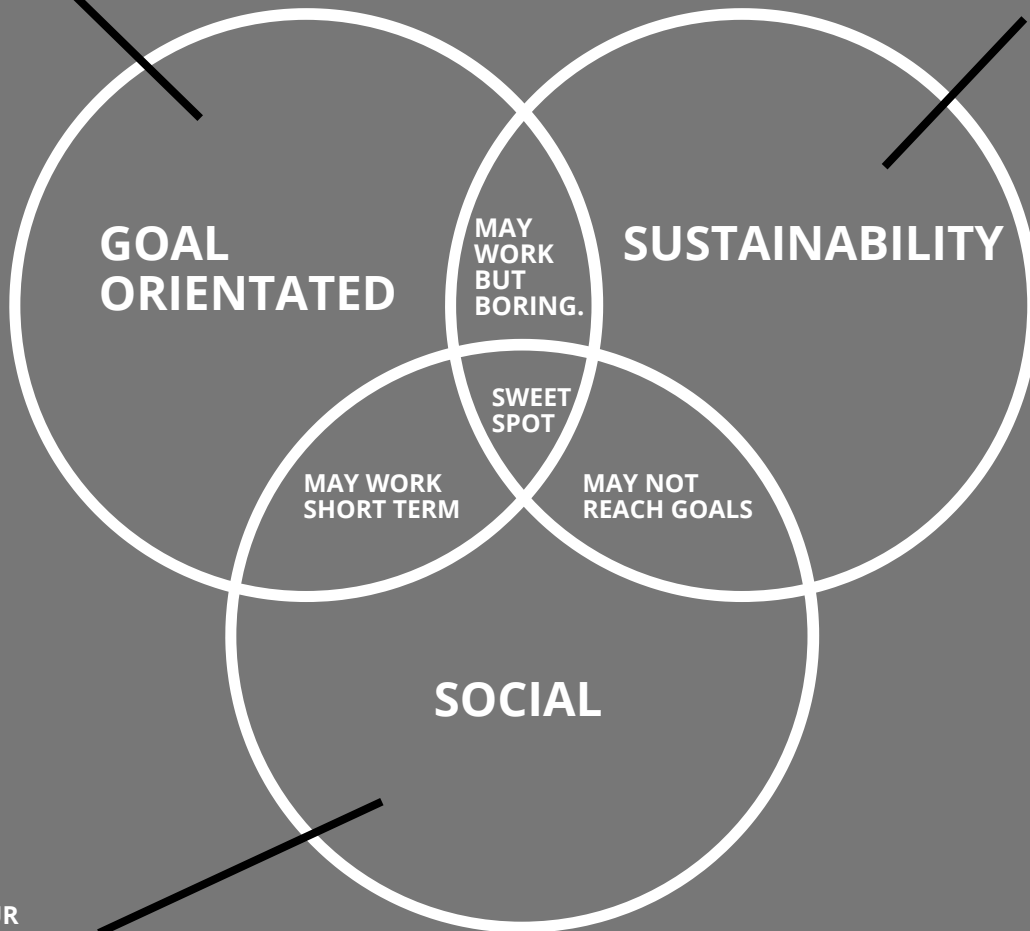 GOAL
ORIENTATED
SUSTAINABILITY
MAY
WORK
BUT
BORING.
SWEET
SPOT
MAY WORK
SHORT TERM
MAY NOT
REACH GOALS
SOCIAL